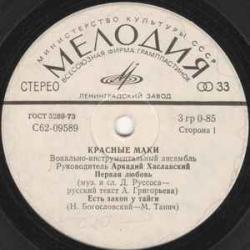 МИНИСТЕРСТВО КУЛЬТУРЫ СССР
МЕЛОДИЯ
ВСЕСОЮЗНАЯ ФИРМА ГРАМПЛАСТИНОК
СТЕРЕО
33
ЛЕНИНГРАДСКИЙ ЗАВОД
ГОСТ 5289-73
С62-09589
3 гр 0-85
Сторона 1
КРАСНЫЕ МАКИ
Вокально-инструментальный ансамбль
Руководитель Аркадий Хаславский
Первая любовь
(муз. и сл. Д. Руссоса—
русский текст А. Григорьева)
Есть закон у тайги
(Н. Богословский—М. Танич)